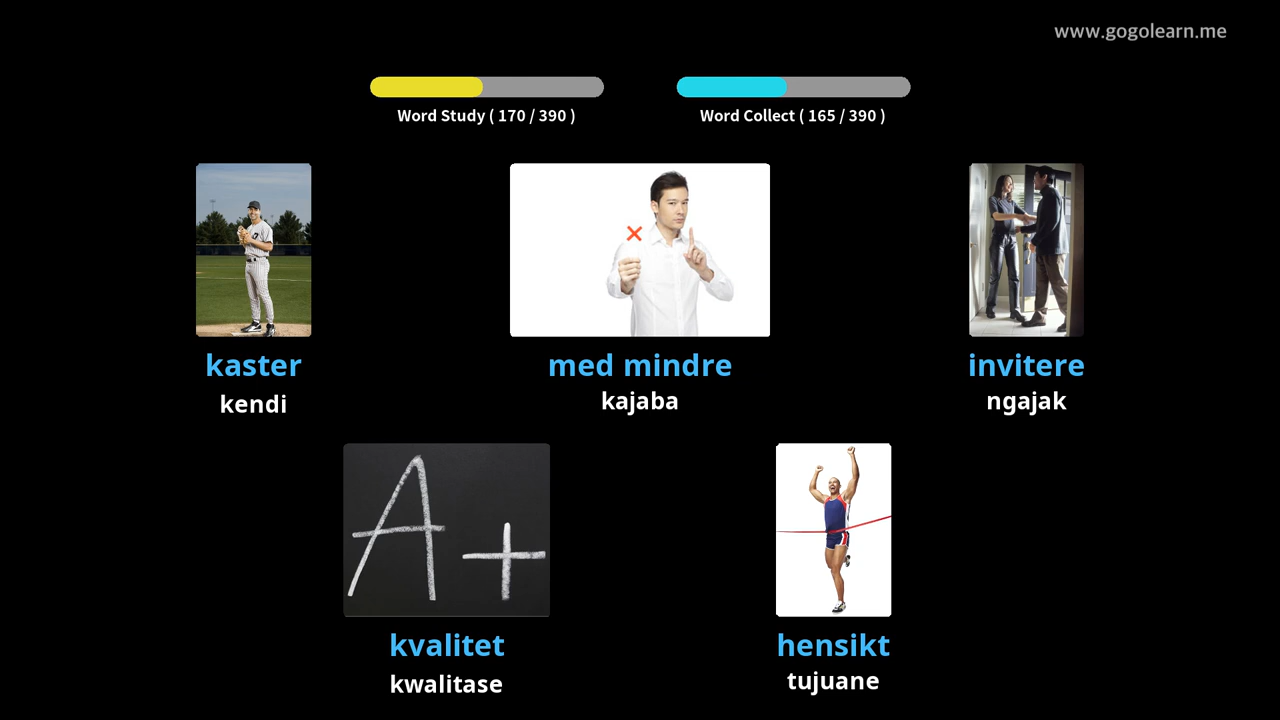 www.gogolearn.me
Word Study ( 170 / 390 )
Word Collect ( 165 / 390 )
kaster
kendi
med mindre
kajaba
invitere
ngajak
A+
kvalitet
kwalitase
hensikt
tujuane